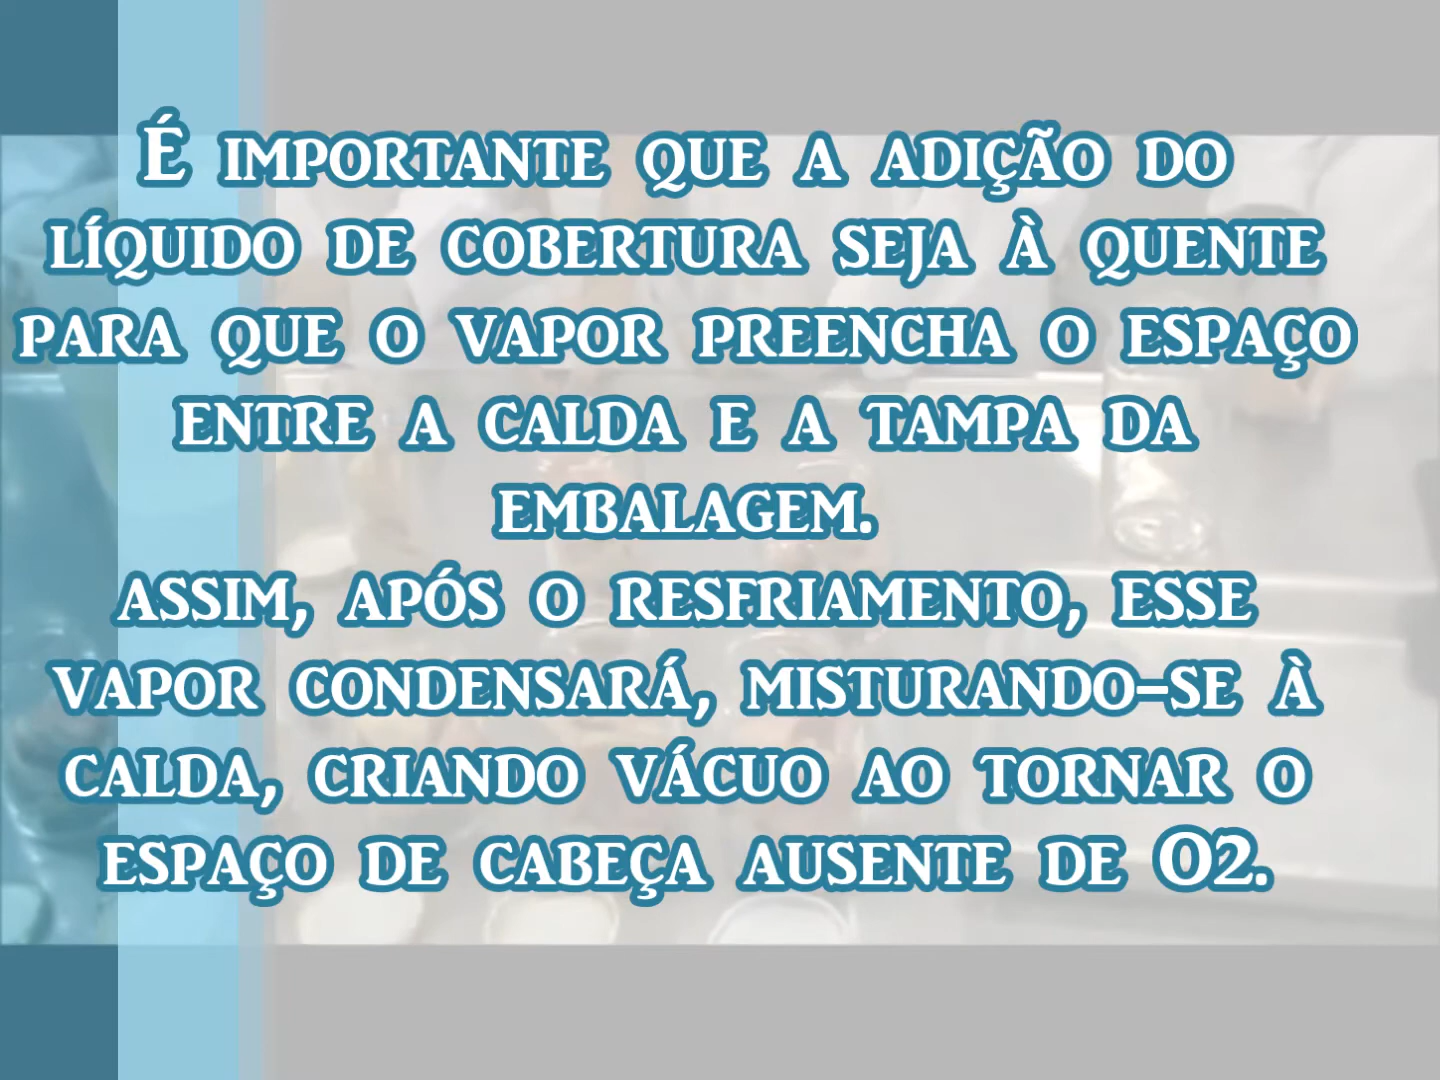 É IMPORTANTE QUE A ADIÇÃO DO
LÍQUIDO DE COBERTURA SEJA À QUENTE
PARA QUE O VAPOR PREENCHA O ESPAÇO
ENTRE A CALDA E A TAMPA DA
EMBALAGEM.
ASSIM, APÓS O RESFRIAMENTO, ESSE
VAPOR CONDENSARÁ, MISTURANDO-SE À
CALDA, CRIANDO VÁCUO AO TORNAR O
ESPAÇO DE CABEÇA AUSENTE DE O2.